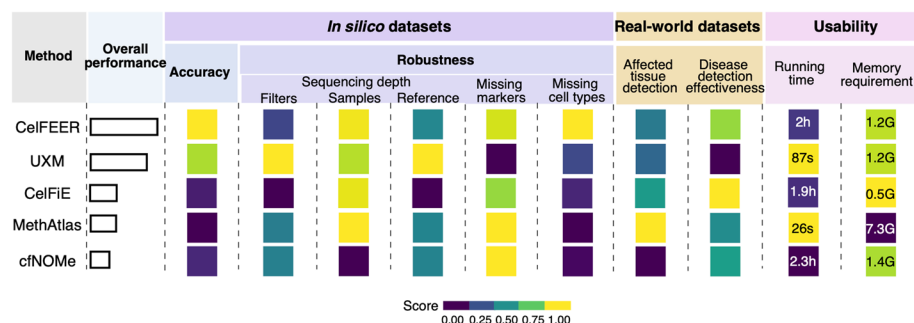 In silico datasets
Real-world datasets
Usability
Method
Overall performance
Accuracy
Robustness
Sequencing depth
Filters
Samples
Reference
Missing markers
Missing cell types
Affected tissue detection
Disease detection effectiveness
Running time
Memory requirement
CelFEER
2h
1.2G
UXM
87s
1.2G
CelFiE
1.9h
0.5G
MethAtlas
26s
7.3G
cfNOMe
2.3h
1.4G
Score
0.00 0.25 0.50 0.75 1.00